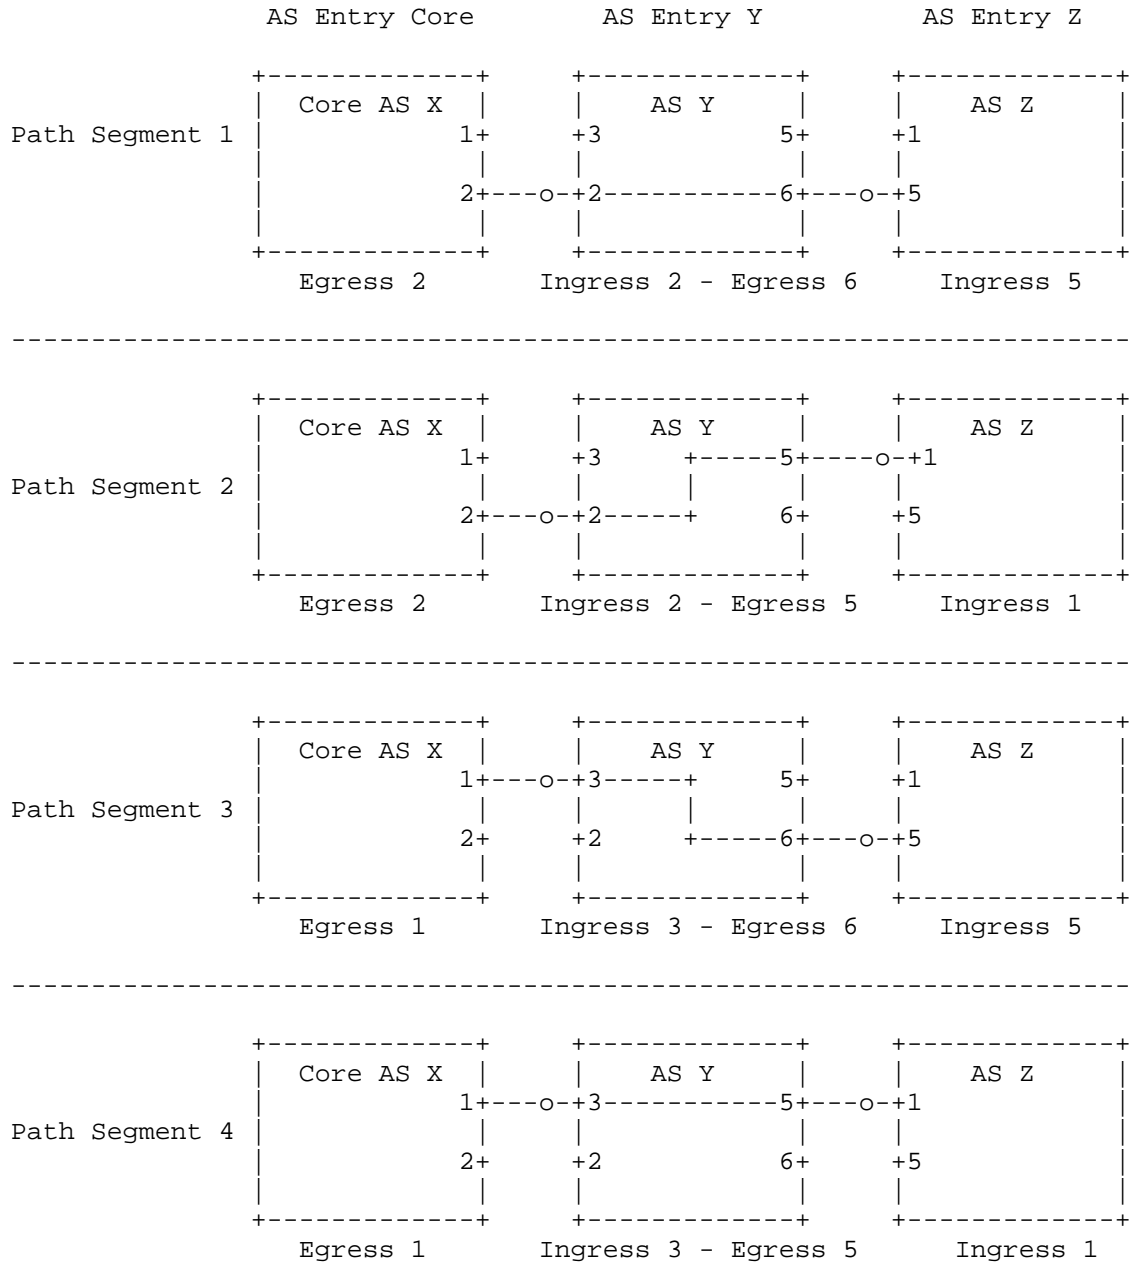 AS Entry Core        AS Entry Y          AS Entry Z

               +-------------+     +-------------+     +-------------+
               |  Core AS X  |     |    AS Y     |     |    AS Z     |
Path Segment 1 |            1+     +3           5+     +1            |
               |             |     |             |     |             |
               |            2+---o-+2-----------6+---o-+5            |
               |             |     |             |     |             |
               +-------------+     +-------------+     +-------------+
                  Egress 2       Ingress 2 - Egress 6     Ingress 5

----------------------------------------------------------------------

               +-------------+     +-------------+     +-------------+
               |  Core AS X  |     |    AS Y     |     |    AS Z     |
               |            1+     +3     +-----5+----o-+1           |
Path Segment 2 |             |     |      |      |     |             |
               |            2+---o-+2-----+     6+     +5            |
               |             |     |             |     |             |
               +-------------+     +-------------+     +-------------+
                  Egress 2       Ingress 2 - Egress 5     Ingress 1

----------------------------------------------------------------------

               +-------------+     +-------------+     +-------------+
               |  Core AS X  |     |    AS Y     |     |    AS Z     |
               |            1+---o-+3-----+     5+     +1            |
Path Segment 3 |             |     |      |      |     |             |
               |            2+     +2     +-----6+---o-+5            |
               |             |     |             |     |             |
               +-------------+     +-------------+     +-------------+
                  Egress 1       Ingress 3 - Egress 6     Ingress 5

----------------------------------------------------------------------

               +-------------+     +-------------+     +-------------+
               |  Core AS X  |     |    AS Y     |     |    AS Z     |
               |            1+---o-+3-----------5+---o-+1            |
Path Segment 4 |             |     |             |     |             |
               |            2+     +2           6+     +5            |
               |             |     |             |     |             |
               +-------------+     +-------------+     +-------------+
                  Egress 1       Ingress 3 - Egress 5      Ingress 1